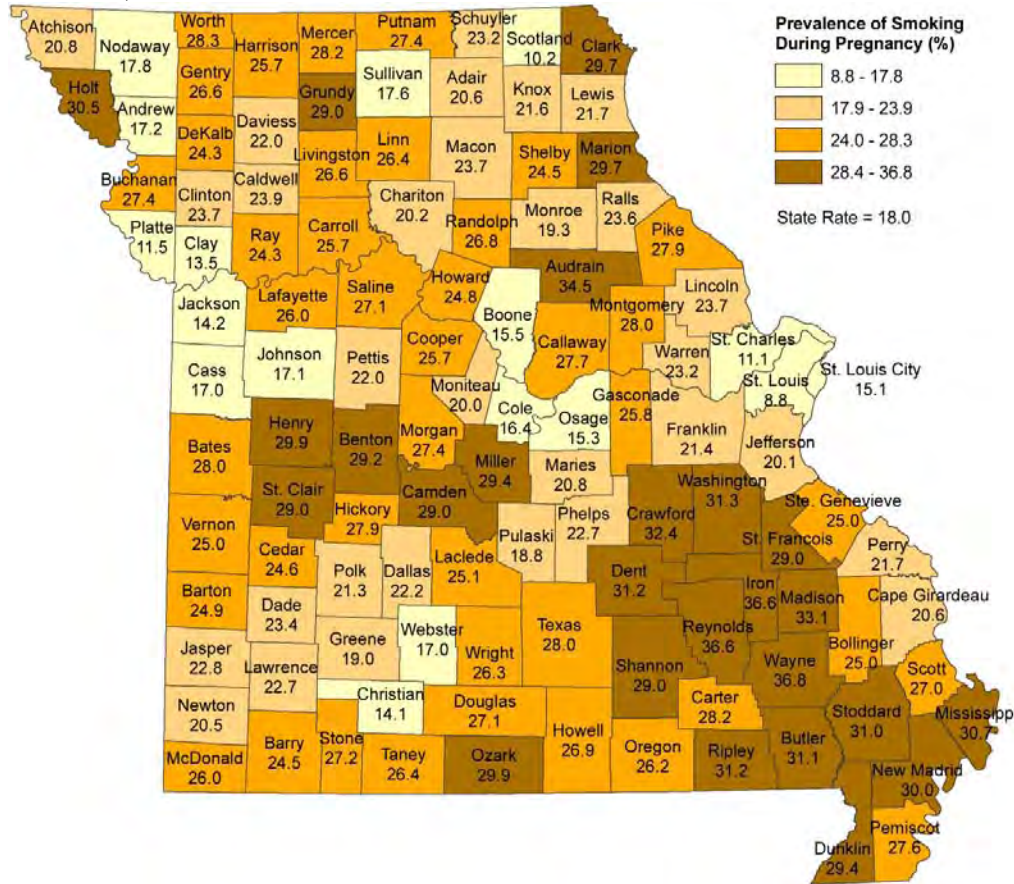 Atchison
20.8
Nodaway
17.8
Worth
28.3
Harrison
25.7
Mercer
28.2
Putnam
27.4
Schuyler
23.2
Scotland
10.2
Clark
29.7
Prevalence of Smoking
During Pregnancy (%)
8.8 - 17.8
17.9 - 23.9
24.0 - 28.3
28.4 - 36.8
State Rate = 18.0
Holt
30.5
Andrew
17.2
Gentry
26.6
Grundy
29.0
Sullivan
17.6
Adair
20.6
Knox
21.6
Lewis
21.7
DeKalb
24.3
Daviess
22.0
Livingston
26.6
Linn
26.4
Macon
23.7
Shelby
24.5
Marion
29.7
Buchanan
27.4
Clinton
23.7
Caldwell
23.9
Chariton
20.2
Randolph
26.8
Monroe
19.3
Ralls
23.6
Pike
27.9
Platte
11.5
Clay
13.5
Ray
24.3
Carroll
25.7
Howard
24.8
Audrain
34.5
Lincoln
23.7
Jackson
14.2
Lafayette
26.0
Saline
27.1
Boone
15.5
Callaway
27.7
Montgomery
28.0
Warren
23.2
St. Charles
11.1
St. Louis
8.8
St. Louis City
15.1
Cass
17.0
Johnson
17.1
Pettis
22.0
Cooper
25.7
Moniteau
20.0
Cole
16.4
Osage
15.3
Gasconade
25.8
Franklin
21.4
Jefferson
20.1
Bates
28.0
Henry
29.9
Benton
29.2
Morgan
27.4
Miller
29.4
Maries
20.8
Washington
31.3
Ste. Genevieve
25.0
St. Clair
29.0
Camden
29.0
Pulaski
18.8
Phelps
22.7
Crawford
32.4
St. Francois
29.0
Perry
21.7
Vernon
25.0
Hickory
27.9
Cedar
24.6
Polk
21.3
Dallas
22.2
Laclede
25.1
Dent
31.2
Iron
36.6
Madison
33.1
Cape Girardeau
20.6
Barton
24.9
Dade
23.4
Greene
19.0
Webster
17.0
Wright
26.3
Texas
28.0
Reynolds
36.6
Bollinger
25.0
Jasper
22.8
Lawrence
22.7
Christian
14.1
Douglas
27.1
Shannon
29.0
Wayne
36.8
Scott
27.0
Newton
20.5
Carter
28.2
Stoddard
31.0
Mississipp
30.7
McDonald
26.0
Barry
24.5
Stone
27.2
Taney
26.4
Ozark
29.9
Howell
26.9
Oregon
26.2
Ripley
31.2
Butler
31.1
New Madrid
30.0
Dunklin
29.4
Pemiscot
27.6